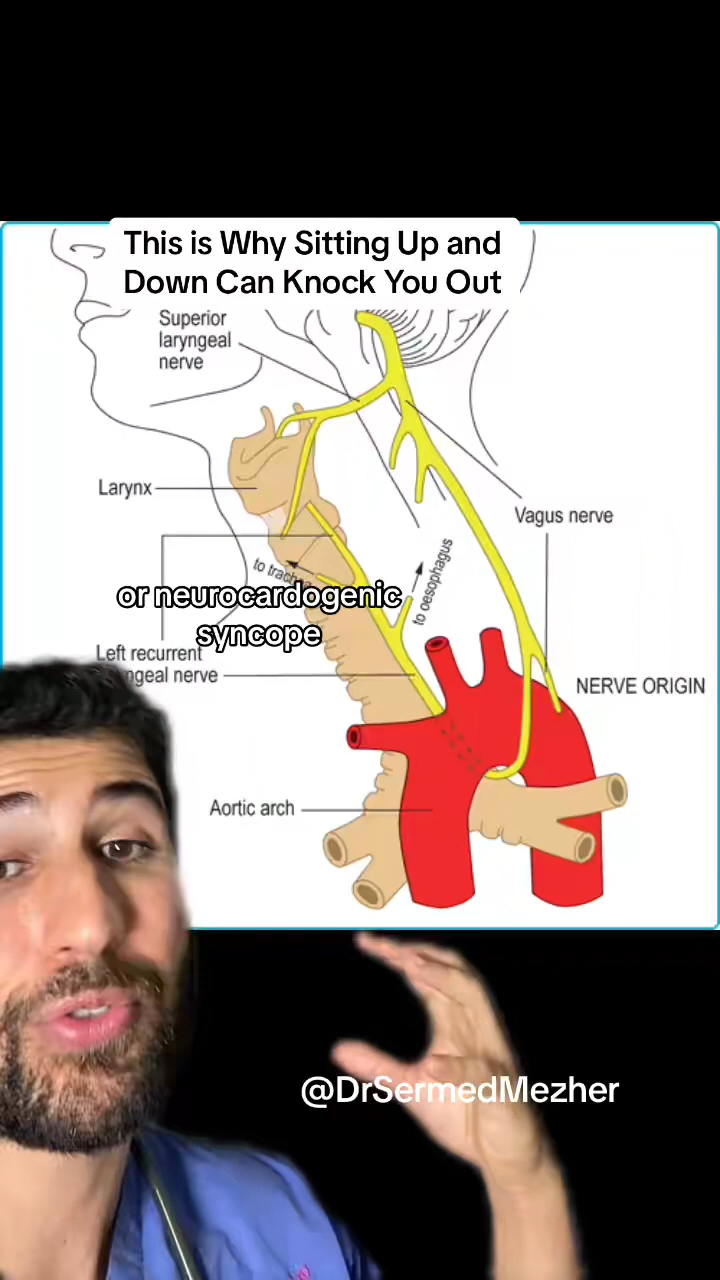 This is Why Sitting Up and
Down Can Knock You Out
Superior
laryngeal
nerve
Larynx
Vagus nerve
to oesophagus
or neurocardogenic
syncope
Left recurrent
ngeal nerve
NERVE ORIGIN
Aortic arch
@DrSermedMezher